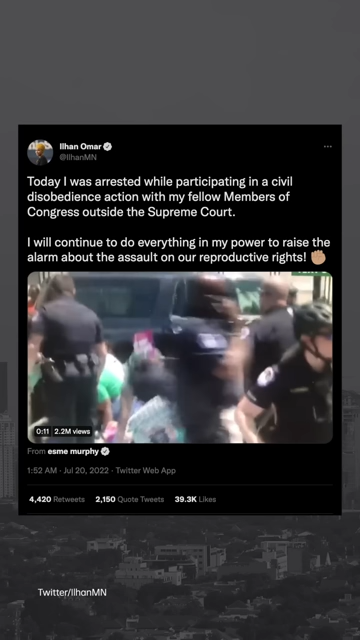 Ilhan Omar
@IlhanMN
Today I was arrested while participating in a civil
disobedience action with my fellow Members of
Congress outside the Supreme Court.
I will continue to do everything in my power to raise the
alarm about the assault on our reproductive rights! ✊🏽
0:11 2.2M views
From esme murphy
1:52 AM · Jul 20, 2022 · Twitter Web App
4,420 Retweets 2,150 Quote Tweets 39.3K Likes
Twitter/IlhanMN